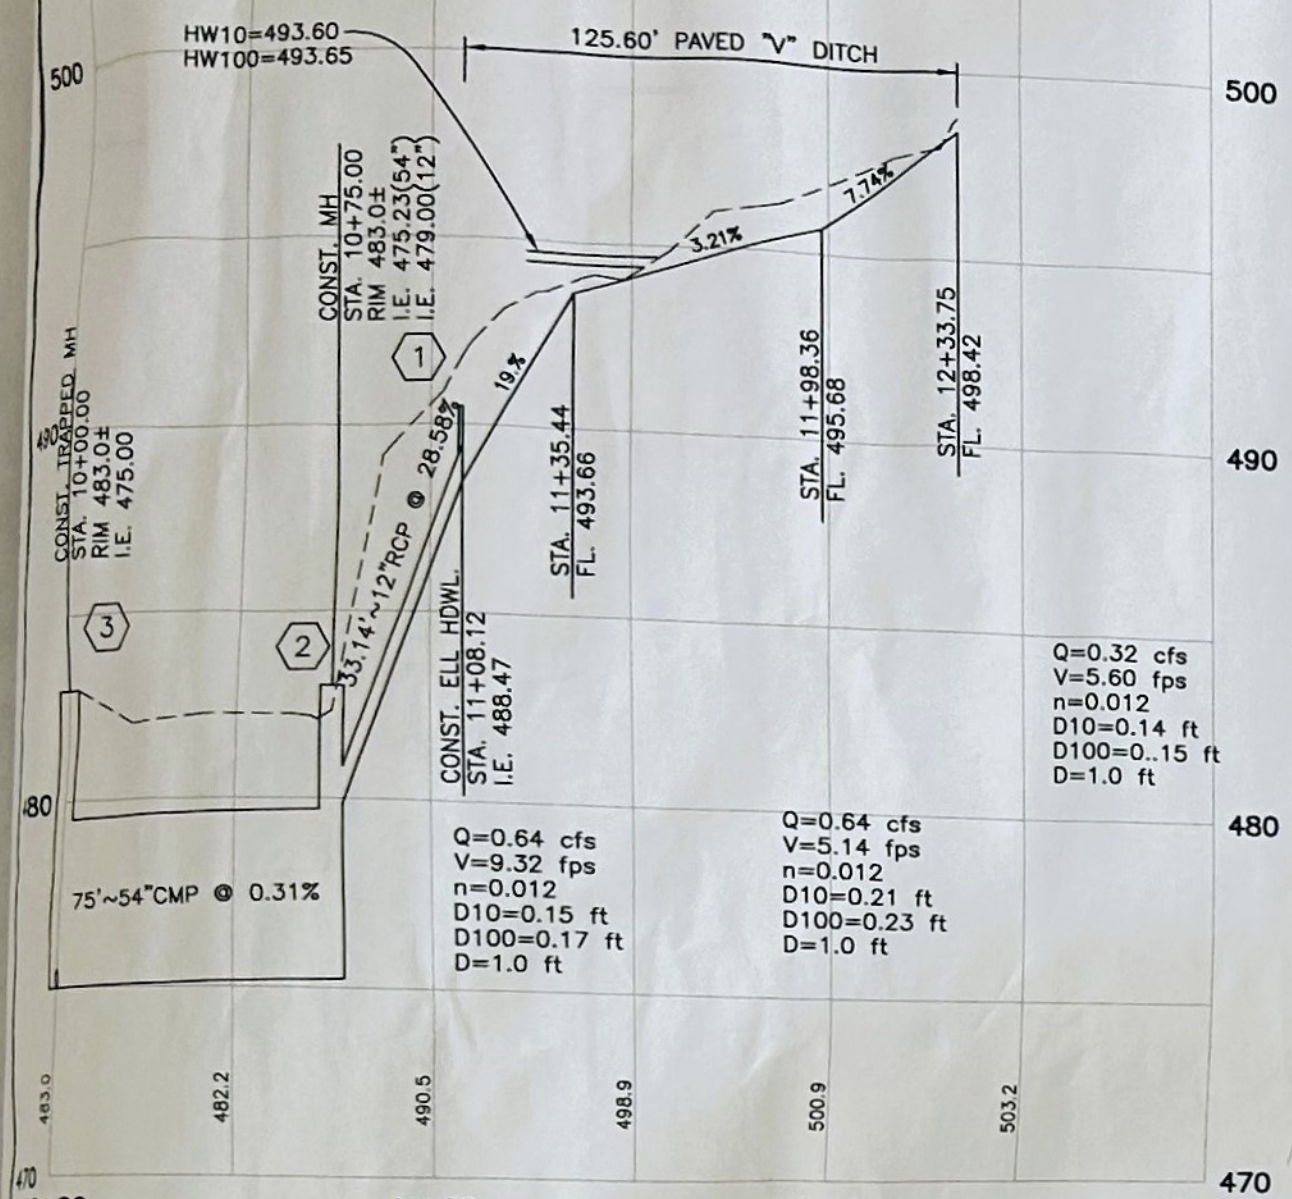 HW10=493.60
HW100=493.65
125.60' PAVED "V" DITCH
500
500
CONST. MH
STA. 10+75.00
RIM 483.0±
I.E. 475.23(54")
I.E. 479.00(12")
1
7.74%
3.21%
19.%
CONST. TRAPPED MH
STA. 10+00.00
RIM 483.0±
I.E. 475.00
490
490
33.14'~12"RCP @ 28.58%
STA. 11+35.44
FL. 493.66
STA. 11+98.36
FL. 495.68
STA. 12+33.75
FL. 498.42
3
2
CONST. ELL HDWL.
STA. 11+08.12
I.E. 488.47
Q=0.32 cfs
V=5.60 fps
n=0.012
D10=0.14 ft
D100=0..15 ft
D=1.0 ft
80
480
Q=0.64 cfs
V=9.32 fps
n=0.012
D10=0.15 ft
D100=0.17 ft
D=1.0 ft
Q=0.64 cfs
V=5.14 fps
n=0.012
D10=0.21 ft
D100=0.23 ft
D=1.0 ft
75'~54"CMP @ 0.31%
483.0
482.2
490.5
498.9
500.9
503.2
470
470